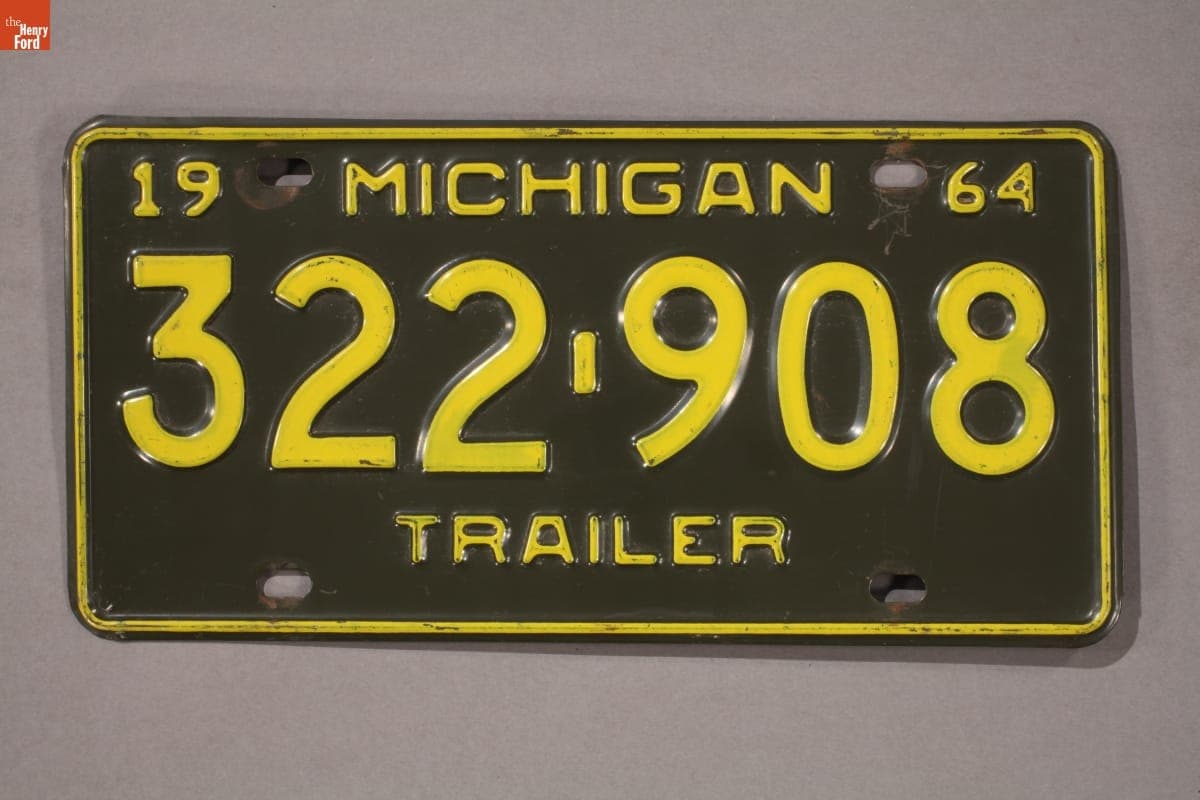 the
Henry
Ford
19 MICHIGAN 64
322-908
TRAILER